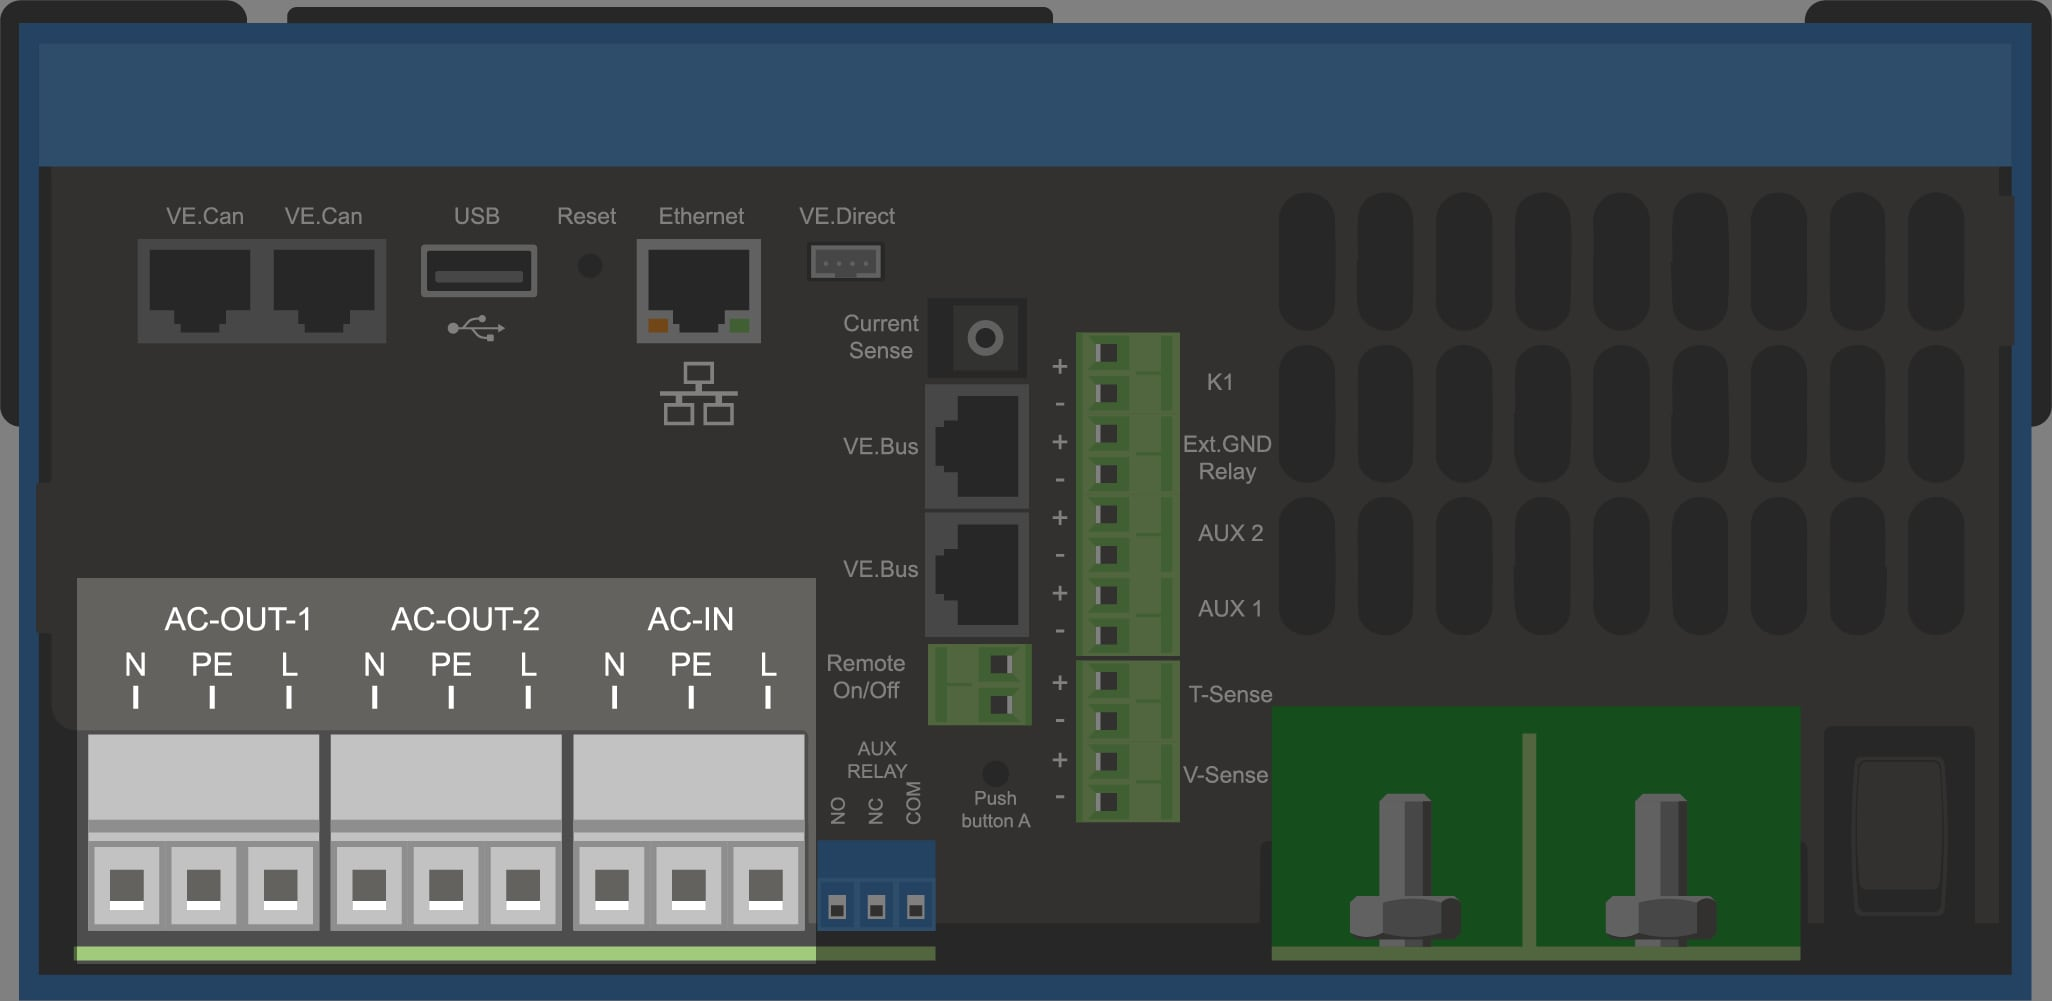 VE.Can VE.Can USB Reset Ethernet VE.Direct
Current
Sense
+
-
K1
VE.Bus
+
-
Ext.GND
Relay
+
-
AUX 2
VE.Bus
+
-
AUX 1
AC-OUT-1 AC-OUT-2 AC-IN
N PE L N PE L N PE L
Remote
On/Off
+
-
T-Sense
AUX
RELAY
NO NC COM
Push
button A
+
-
V-Sense